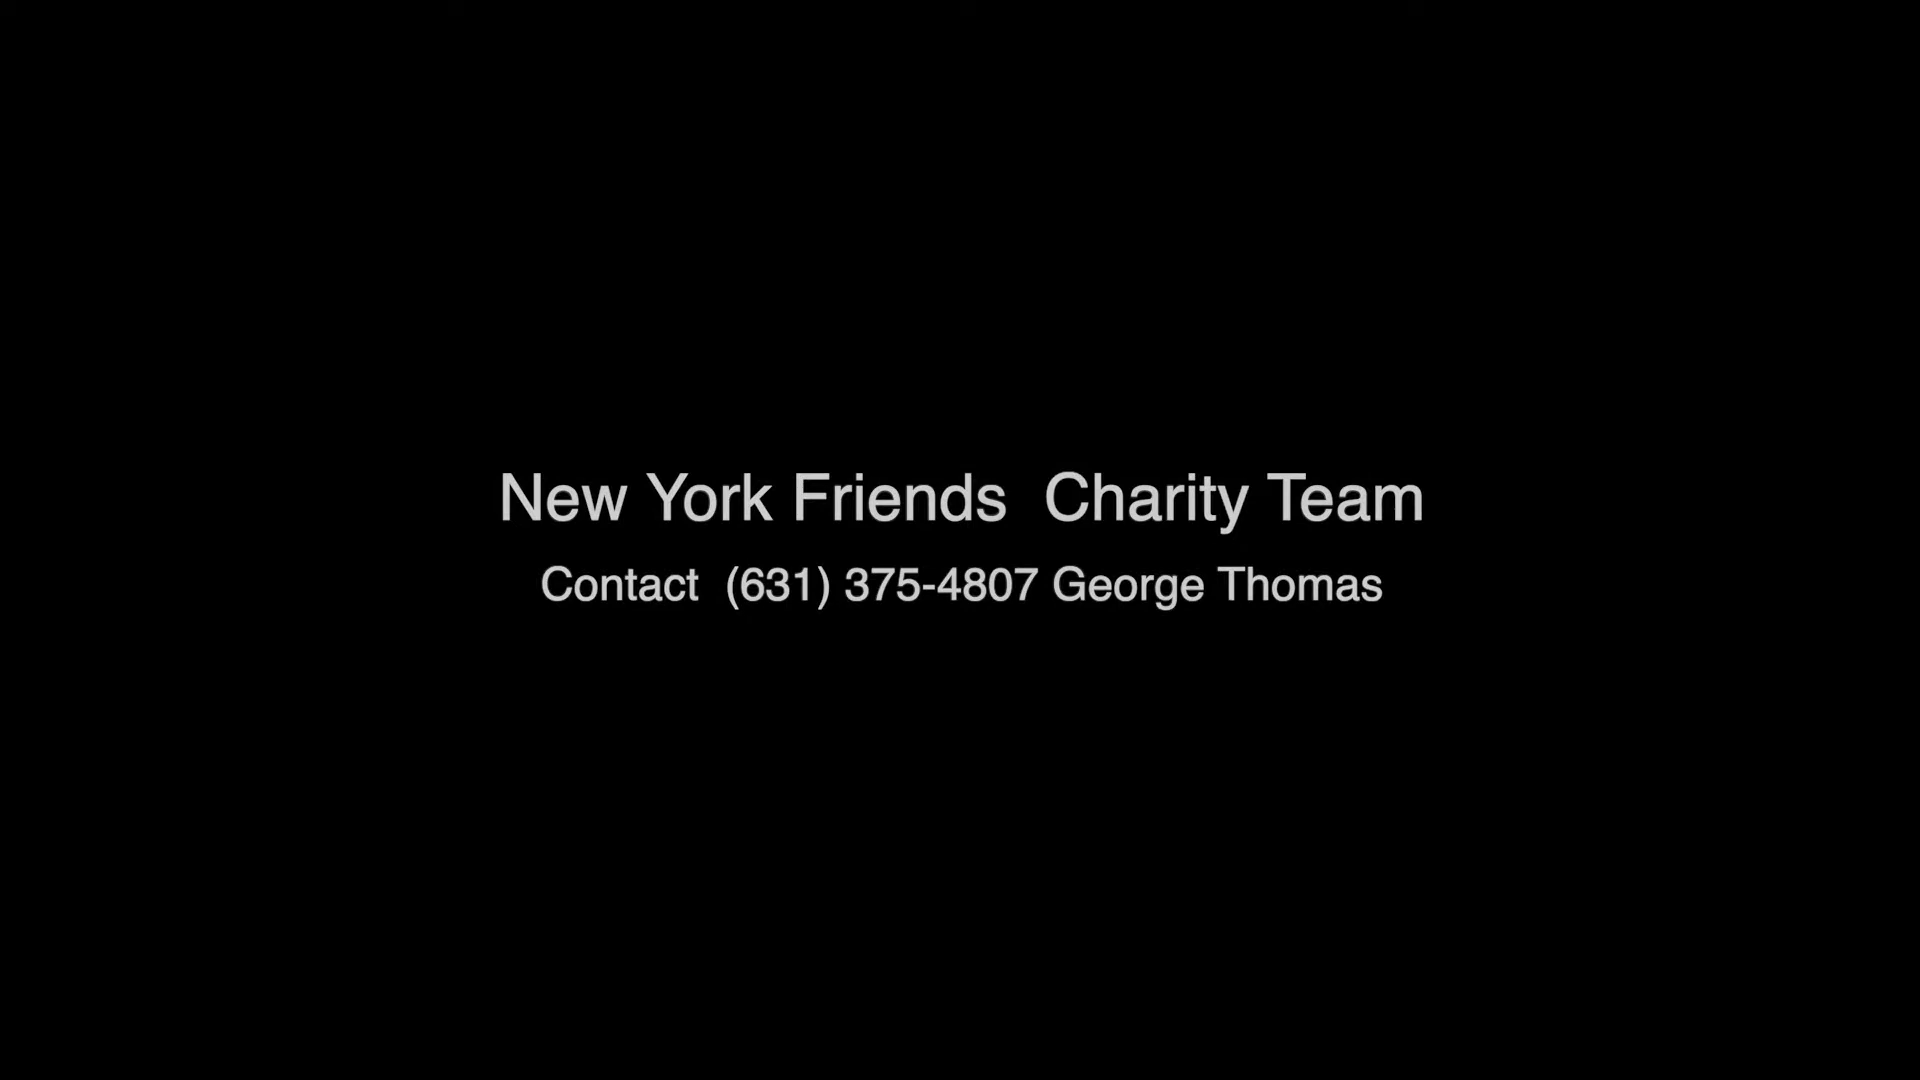 New York Friends  Charity Team
Contact  (631) 375-4807 George Thomas